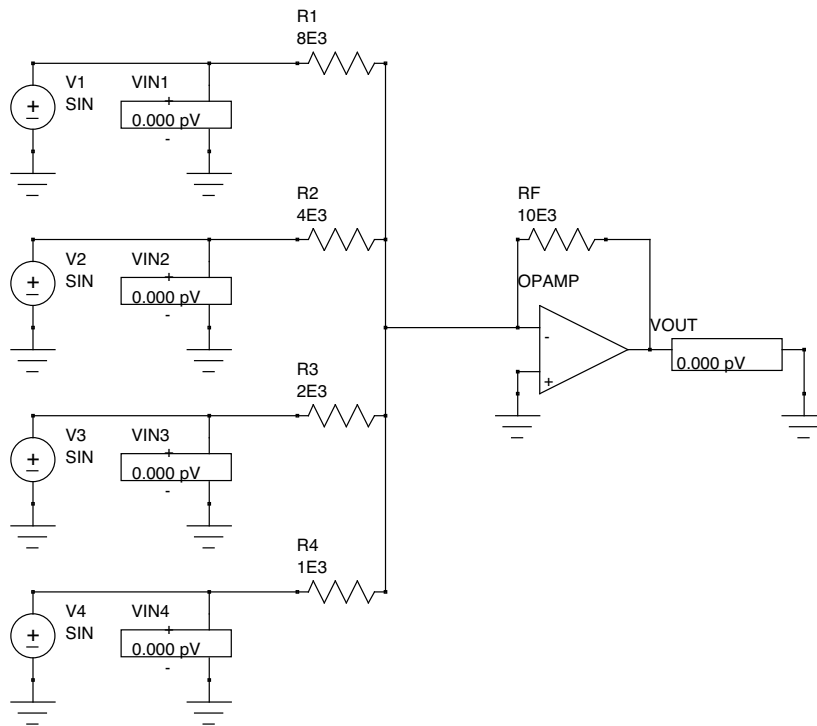 R1
8E3
V1
SIN
VIN1
+
0.000 pV
-
+
R2
4E3
V2
SIN
VIN2
+
0.000 pV
-
+
RF
10E3
OPAMP
-
+
VOUT
0.000 pV
R3
2E3
V3
SIN
VIN3
+
0.000 pV
-
+
R4
1E3
V4
SIN
VIN4
+
0.000 pV
-
+